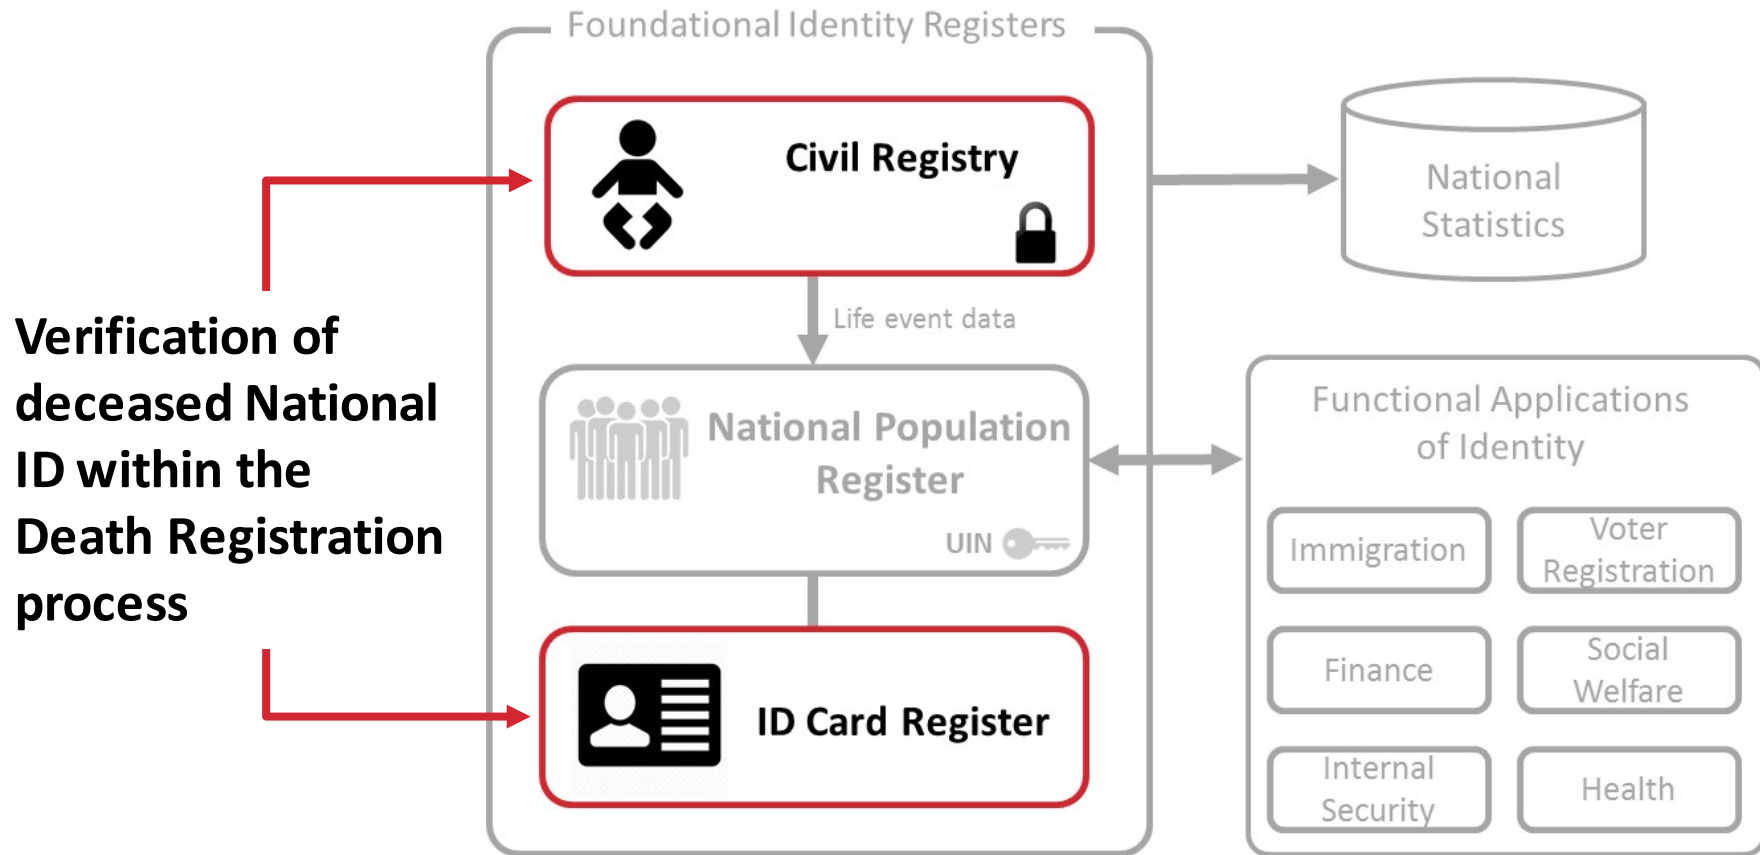 Foundational Identity Registers
Civil Registry
Life event data
National Population
Register
UIN
ID Card Register
Verification of
deceased National
ID within the
Death Registration
process
National
Statistics
Functional Applications
of Identity
Immigration
Voter
Registration
Finance
Social
Welfare
Internal
Security
Health